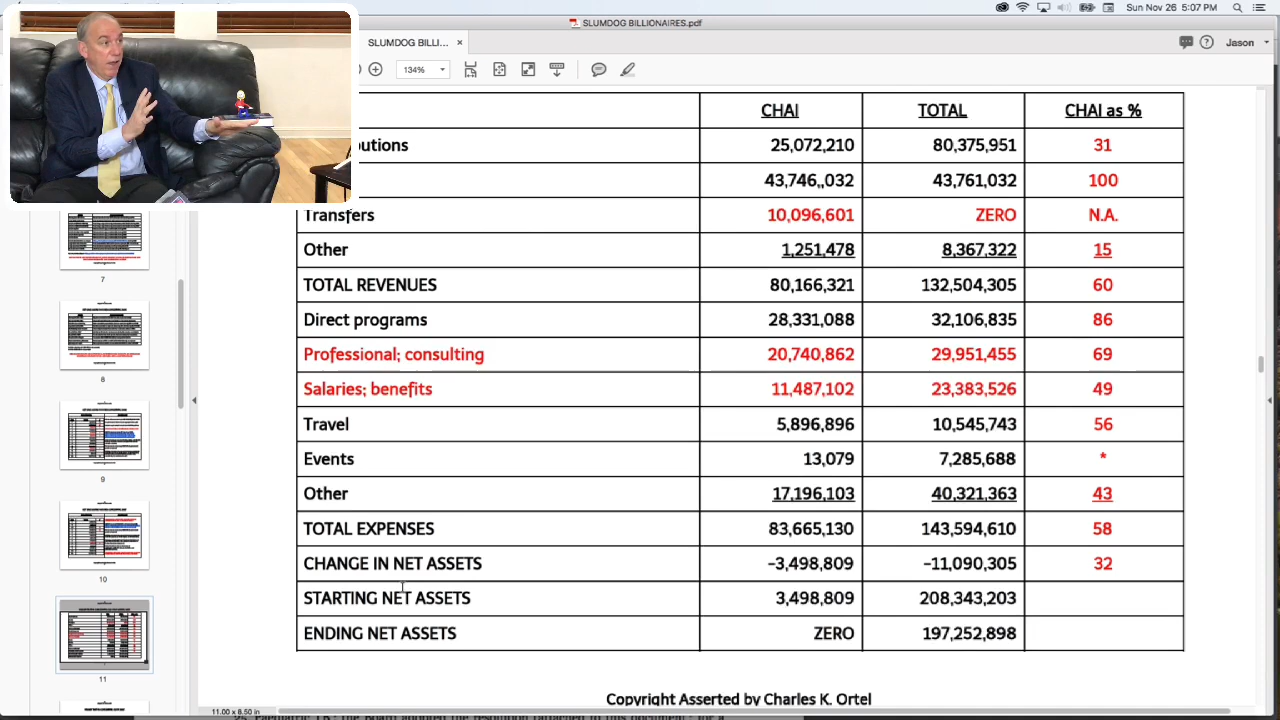 Sun Nov 26 5:07 PM
SLUMDOG BILLIONAIRES.pdf
SLUMDOG BILLI... ×
Jason
134%
CHAI TOTAL CHAI as %
utions 25,072,210 80,375,951 31
43,746,,032 43,761,032 100
Transfers 10,096,601 ZERO N.A.
Other 1,251,478 8,367,322 15
TOTAL REVENUES 80,166,321 132,504,305 60
Direct programs 28,331,088 32,106,835 86
Professional; consulting 20,740,862 29,951,455 69
Salaries; benefits 11,487,102 23,383,526 49
Travel 5,896,896 10,545,743 56
Events 13,079 7,285,688 *
Other 17,196,103 40,321,363 43
TOTAL EXPENSES 83,665,130 143,594,610 58
CHANGE IN NET ASSETS -3,498,809 -11,090,305 32
STARTING NET ASSETS 3,498,809 208,343,203
ENDING NET ASSETS ZERO 197,252,898
Copyright Asserted by Charles K. Ortel
7
8
9
10
11
11.00 x 8.50 in